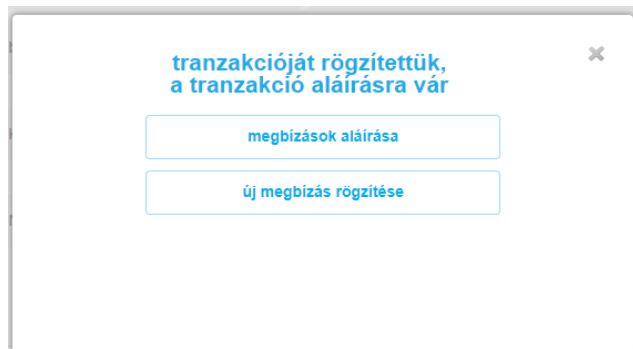 tranzakcióját rögzítettük,
a tranzakció aláírásra vár
megbízások aláírása
új megbízás rögzítése